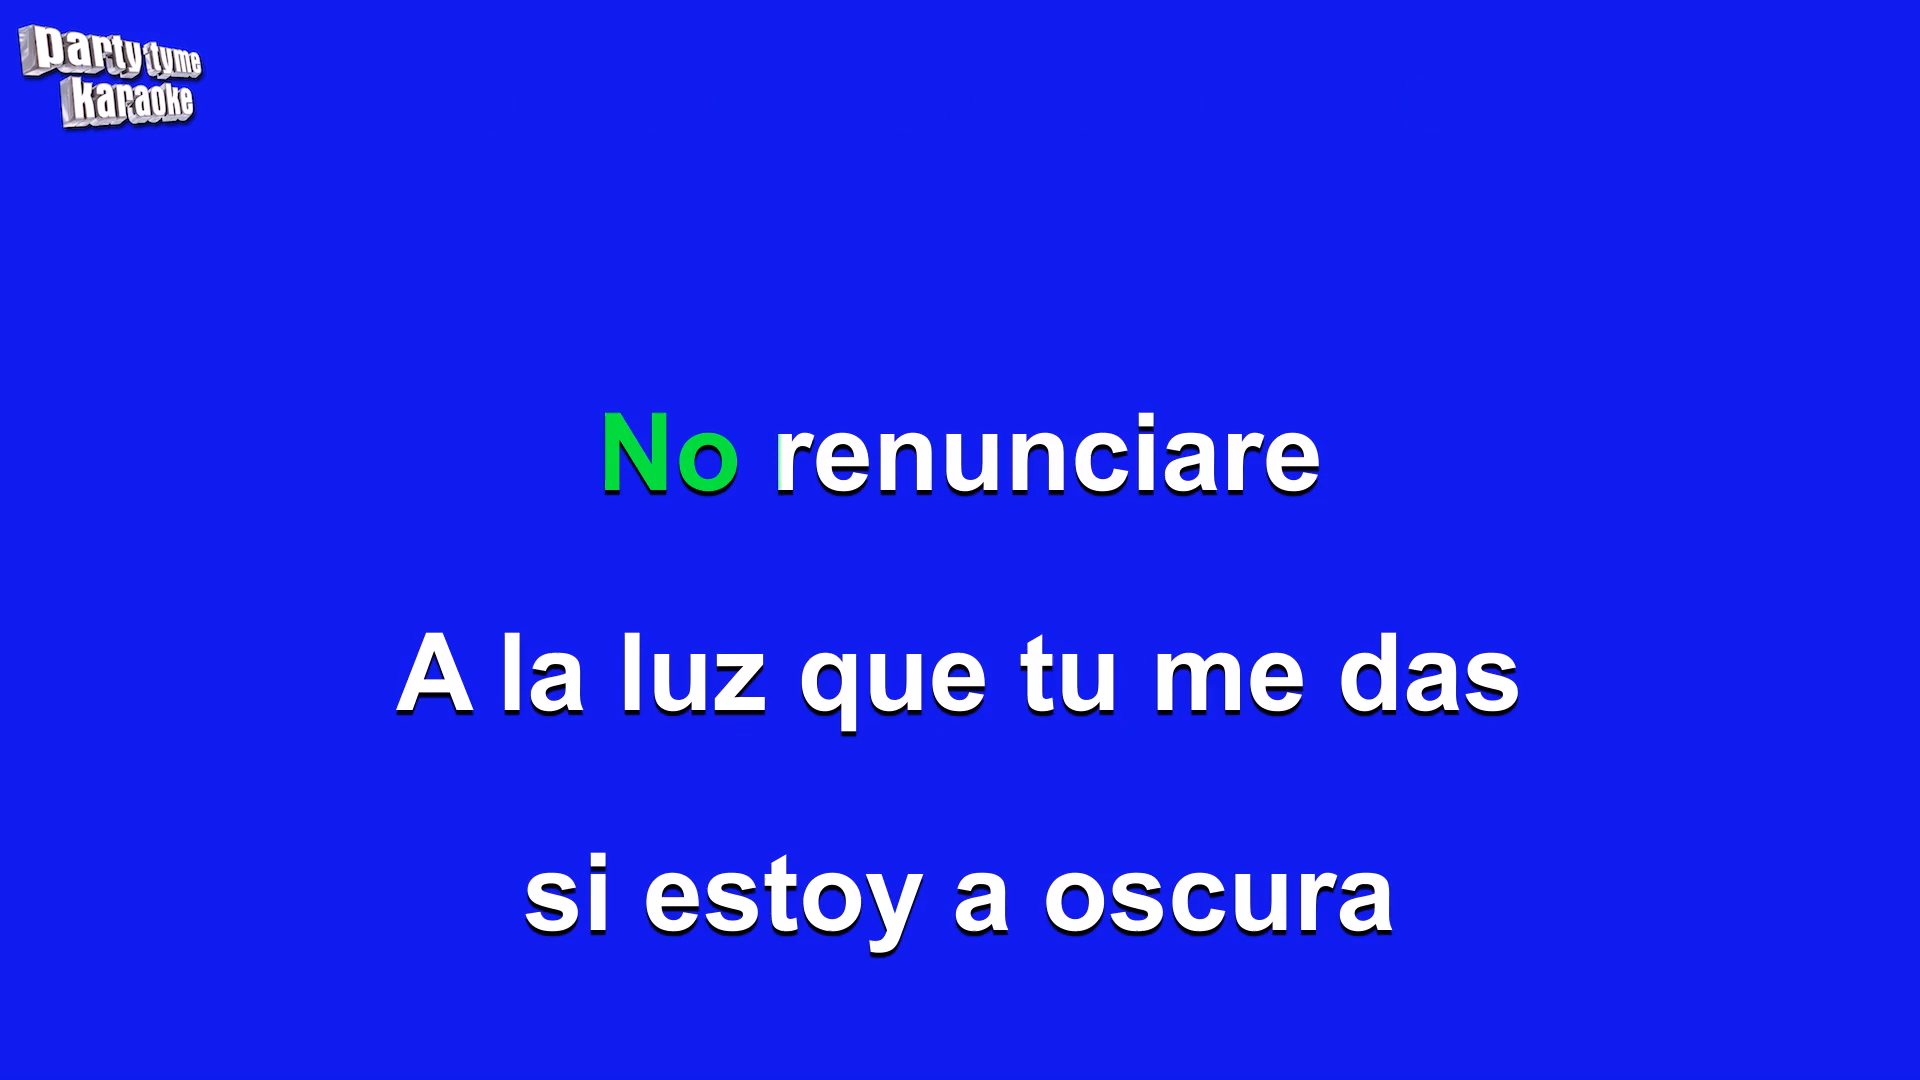 party tyme
karaoke
No renunciare
A la luz que tu me das
si estoy a oscura